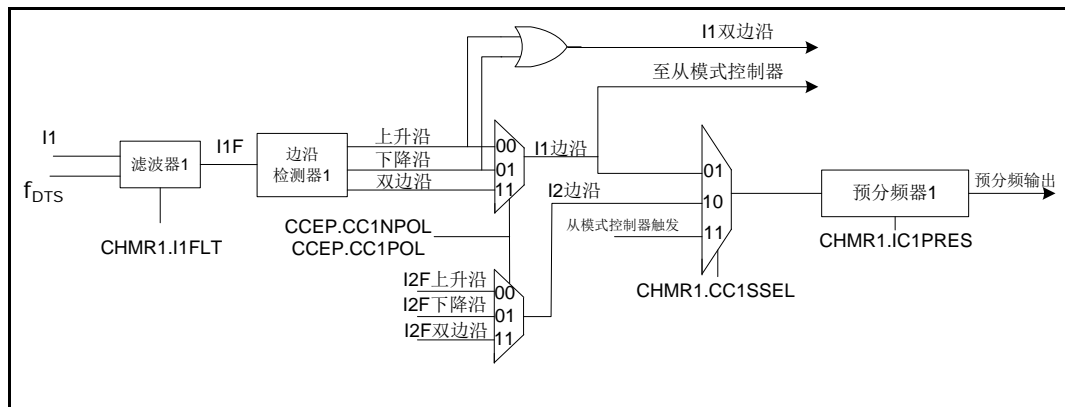 I1双边沿
至从模式控制器
I1
f_DTS
滤波器1
I1F
边沿
检测器1
上升沿
下降沿
双边沿
00
01
11
I1边沿
I2边沿
从模式控制器触发
01
10
11
预分频器1
预分频输出
CHMR1.I1FLT
CCEP.CC1NPOL
CCEP.CC1POL
CHMR1.CC1SSEL
CHMR1.IC1PRES
I2F上升沿
I2F下降沿
I2F双边沿
00
01
11